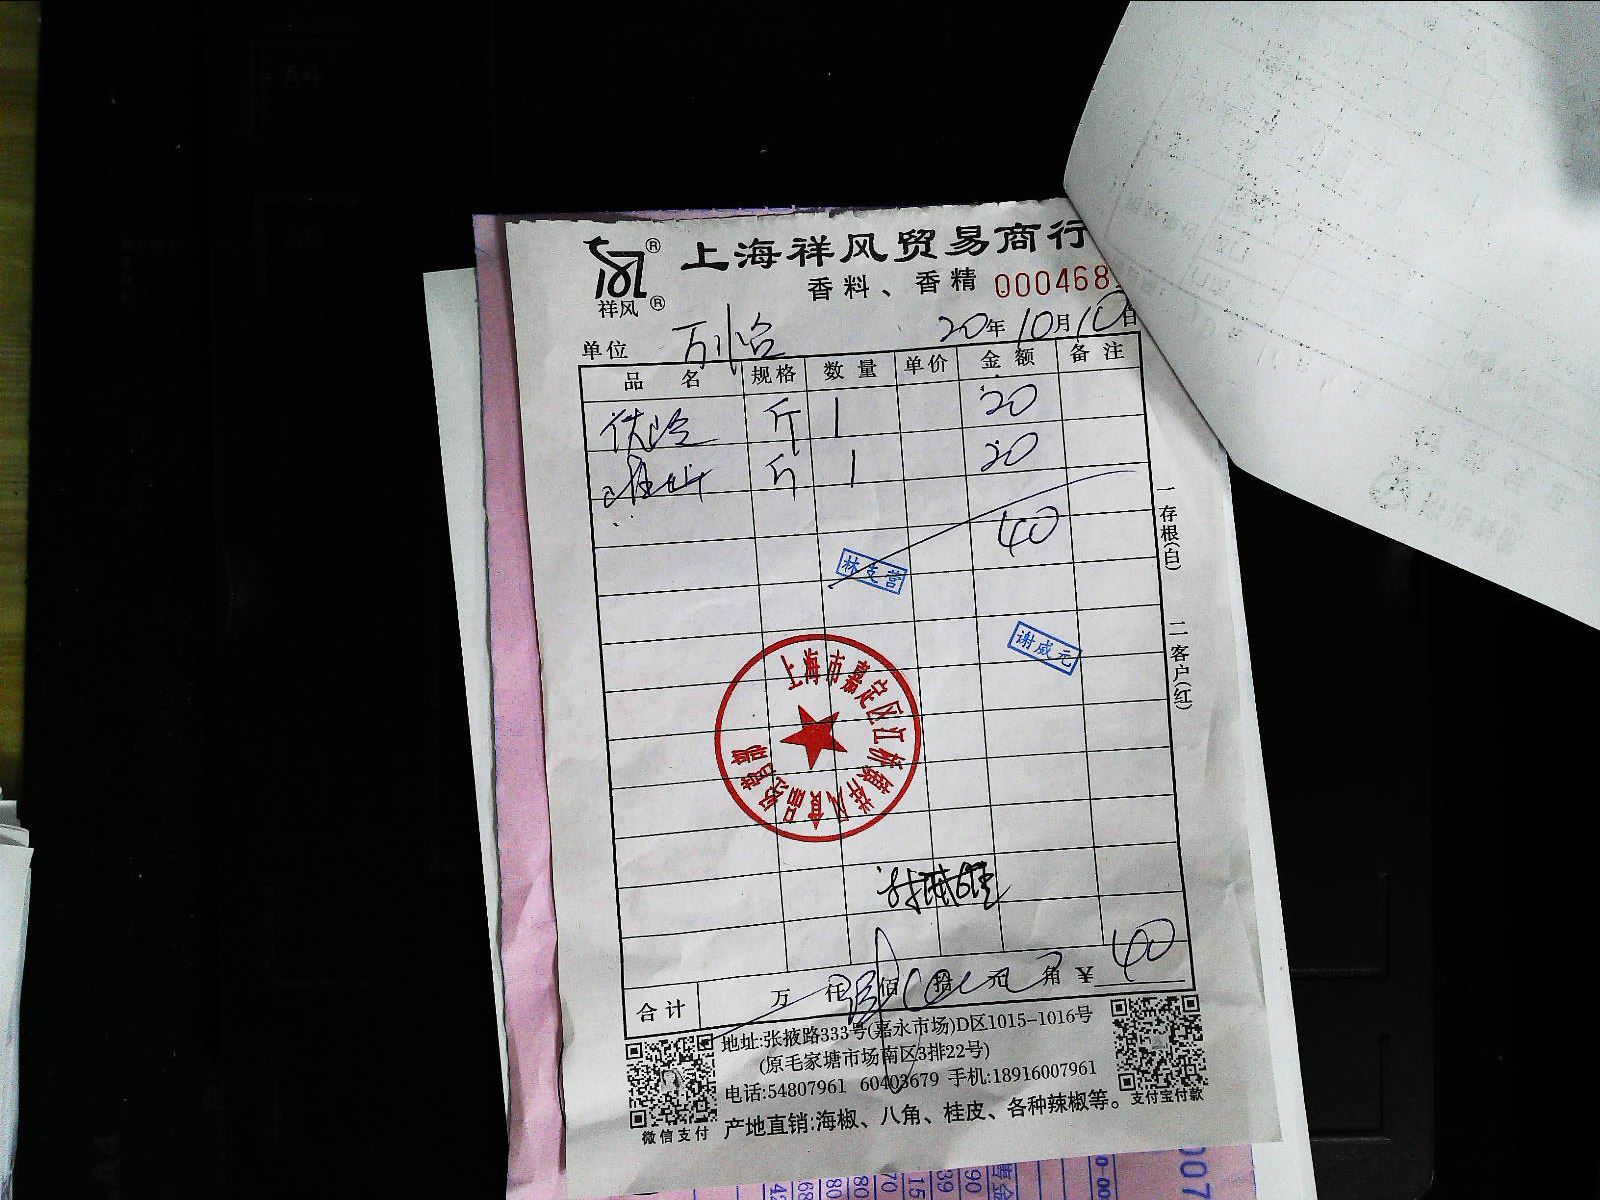 祥风
上海祥风贸易商行
香料、香精
000468
单位
20年10月10日
品名 规格 数量 单价 金额 备注
斤 1 20
淮山 斤 1 20
40
林支营
谢威元
上海市嘉定区江桥镇祥风食品经营部
一存根(白)
二客户(红)
合计 万 仟 佰 拾 元 角 ¥ 40
地址:张掖路333号(嘉永市场)D区1015-1016号
(原毛家塘市场南区3排22号)
电话:54807961 60403679 手机:18916007961
产地直销:海椒、八角、桂皮、各种辣椒等。
微信支付
支付宝付款